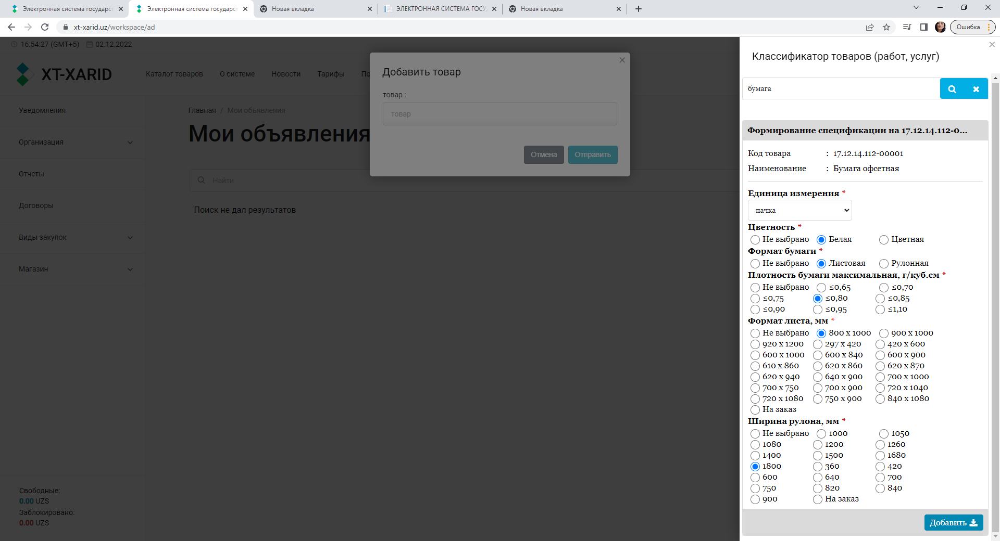 Электронная система государст
Электронная система государст
Новая вкладка
ЭЛЕКТРОННАЯ СИСТЕМА ГОСУ
Новая вкладка
xt-xarid.uz/workspace/ad
Ошибка
16:54:27 (GMT+5) 02.12.2022
XT-XARID
Каталог товаров
О системе
Новости
Тарифы
По
Уведомления
Организация
Отчеты
Договоры
Виды закупок
Магазин
Свободные:
0.00 UZS
Заблокировано:
0.00 UZS
Главная / Мои объявления
Мои объявления
Найти
Поиск не дал результатов
Добавить товар
товар :
товар
Отмена
Отправить
Классификатор товаров (работ, услуг)
бумага
Формирование спецификации на 17.12.14.112-0...
Код товара : 17.12.14.112-00001
Наименование : Бумага офсетная
Единица измерения *
пачка
Цветность *
Не выбрано Белая Цветная
Формат бумаги *
Не выбрано Листовая Рулонная
Плотность бумаги максимальная, г/куб.см *
Не выбрано ≤0,65 ≤0,70
≤0,75 ≤0,80 ≤0,85
≤0,90 ≤0,95 ≤1,10
Формат листа, мм *
Не выбрано 800 x 1000 900 x 1000
920 x 1200 297 x 420 420 x 600
600 x 1000 600 x 840 600 x 900
610 x 860 620 x 860 620 x 870
620 x 940 640 x 900 700 x 1000
700 x 750 700 x 900 720 x 1040
720 x 1080 750 x 900 840 x 1080
На заказ
Ширина рулона, мм *
Не выбрано 1000 1050
1080 1200 1260
1400 1500 1680
1800 360 420
600 640 700
750 820 840
900 На заказ
Добавить